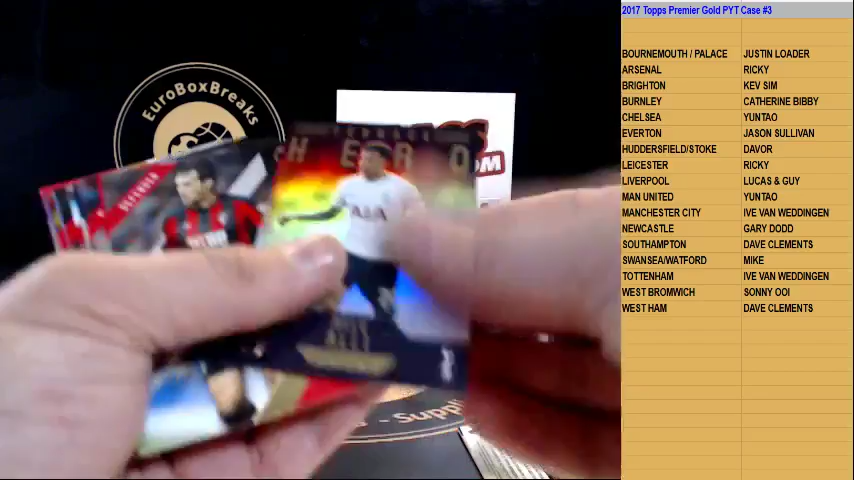 2017 Topps Premier Gold PYT Case #3
BOURNEMOUTH / PALACE JUSTIN LOADER
ARSENAL RICKY
BRIGHTON KEV SIM
BURNLEY CATHERINE BIBBY
CHELSEA YUNTAO
EVERTON JASON SULLIVAN
HUDDERSFIELD/STOKE DAVOR
LEICESTER RICKY
LIVERPOOL LUCAS & GUY
MAN UNITED YUNTAO
MANCHESTER CITY IVE VAN WEDDINGEN
NEWCASTLE GARY DODD
SOUTHAMPTON DAVE CLEMENTS
SWANSEA/WATFORD MIKE
TOTTENHAM IVE VAN WEDDINGEN
WEST BROMWICH SONNY OOI
WEST HAM DAVE CLEMENTS
EuroBoxBreaks
HERO
DEFENDER
AIA
ALLI